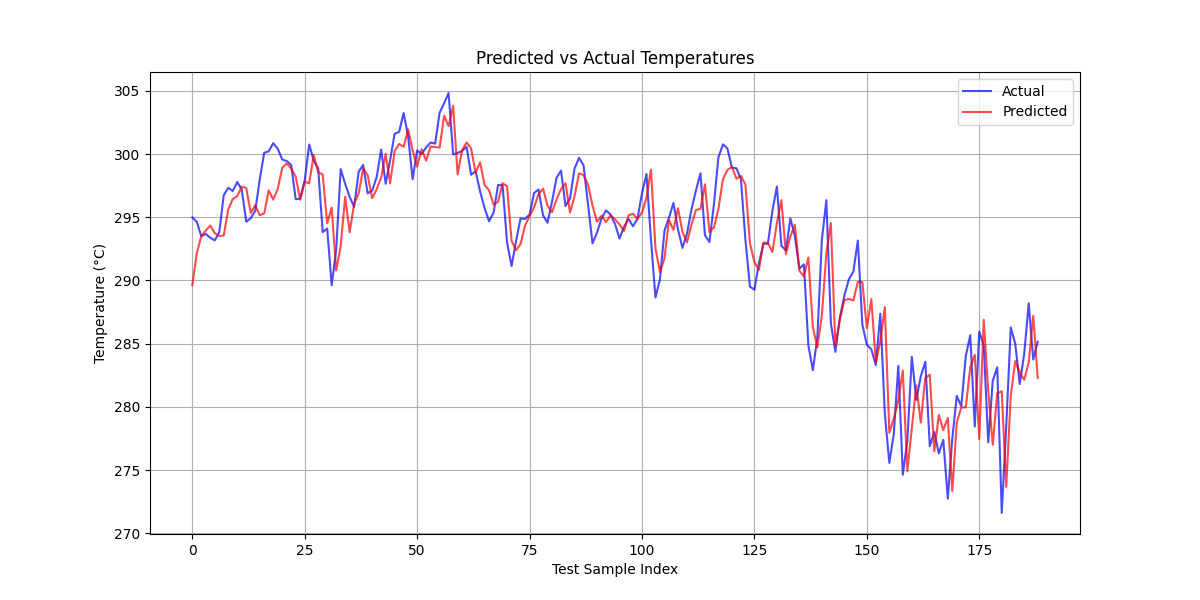 Predicted vs Actual Temperatures
Actual
Predicted
Temperature (°C)
305
300
295
290
285
280
275
270
0 25 50 75 100 125 150 175
Test Sample Index